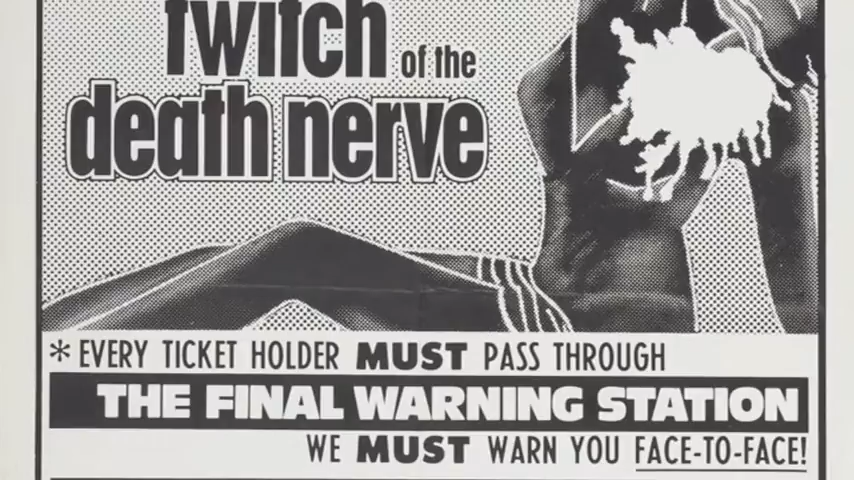 twitch of the
death nerve
* EVERY TICKET HOLDER MUST PASS THROUGH
THE FINAL WARNING STATION
WE MUST WARN YOU FACE-TO-FACE!